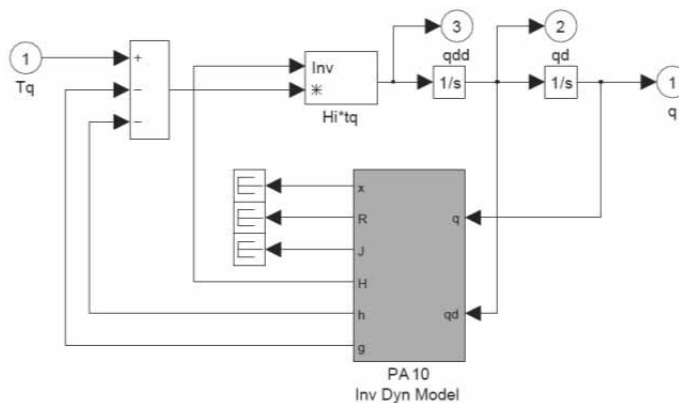 3
2
qdd
qd
1
Tq
+
−
−
Inv
*
Hi*tq
1/s
1/s
1
q
x
R
J
H
h
g
q
qd
PA 10
Inv Dyn Model